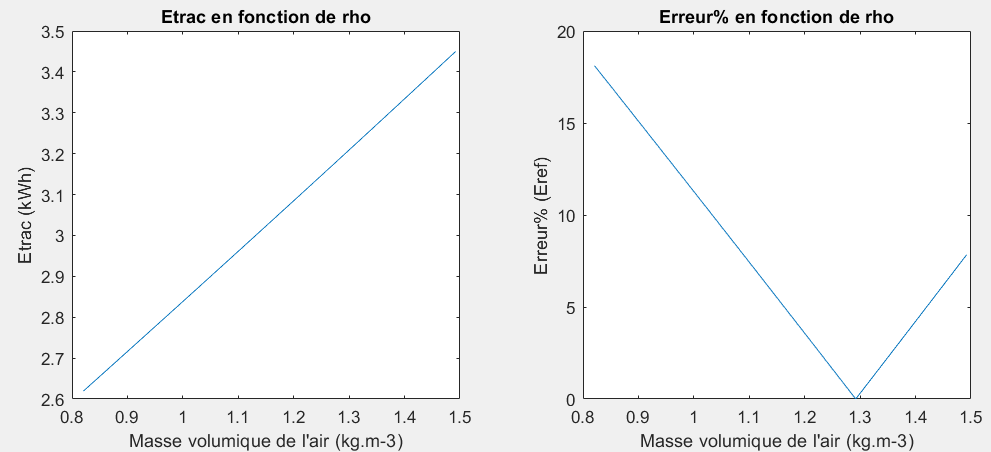 Etrac en fonction de rho
3.5
3.4
3.3
3.2
3.1
3
2.9
2.8
2.7
2.6
Etrac (kWh)
0.8 0.9 1 1.1 1.2 1.3 1.4 1.5
Masse volumique de l'air (kg.m-3)
Erreur% en fonction de rho
20
15
10
5
0
Erreur% (Eref)
0.8 0.9 1 1.1 1.2 1.3 1.4 1.5
Masse volumique de l'air (kg.m-3)